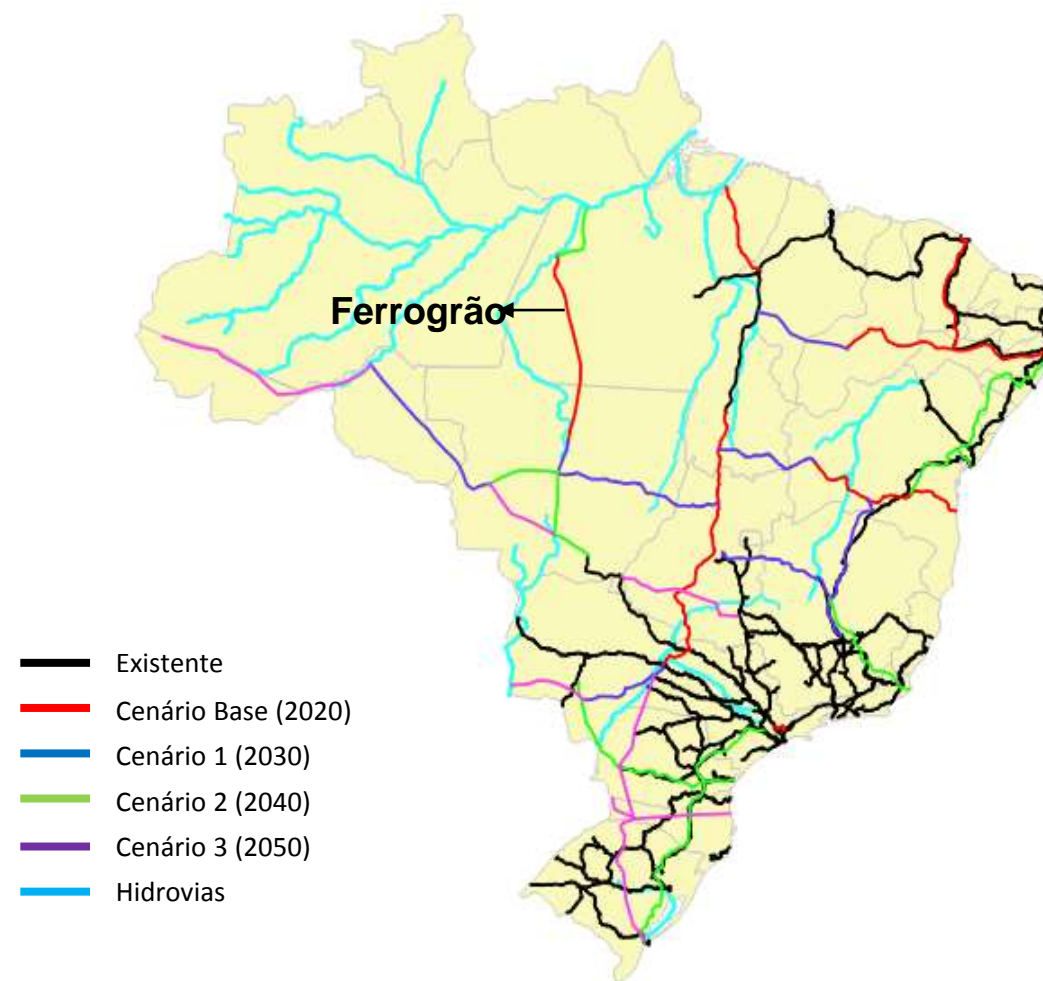 Ferrogrão
Existente
Cenário Base (2020)
Cenário 1 (2030)
Cenário 2 (2040)
Cenário 3 (2050)
Hidrovias